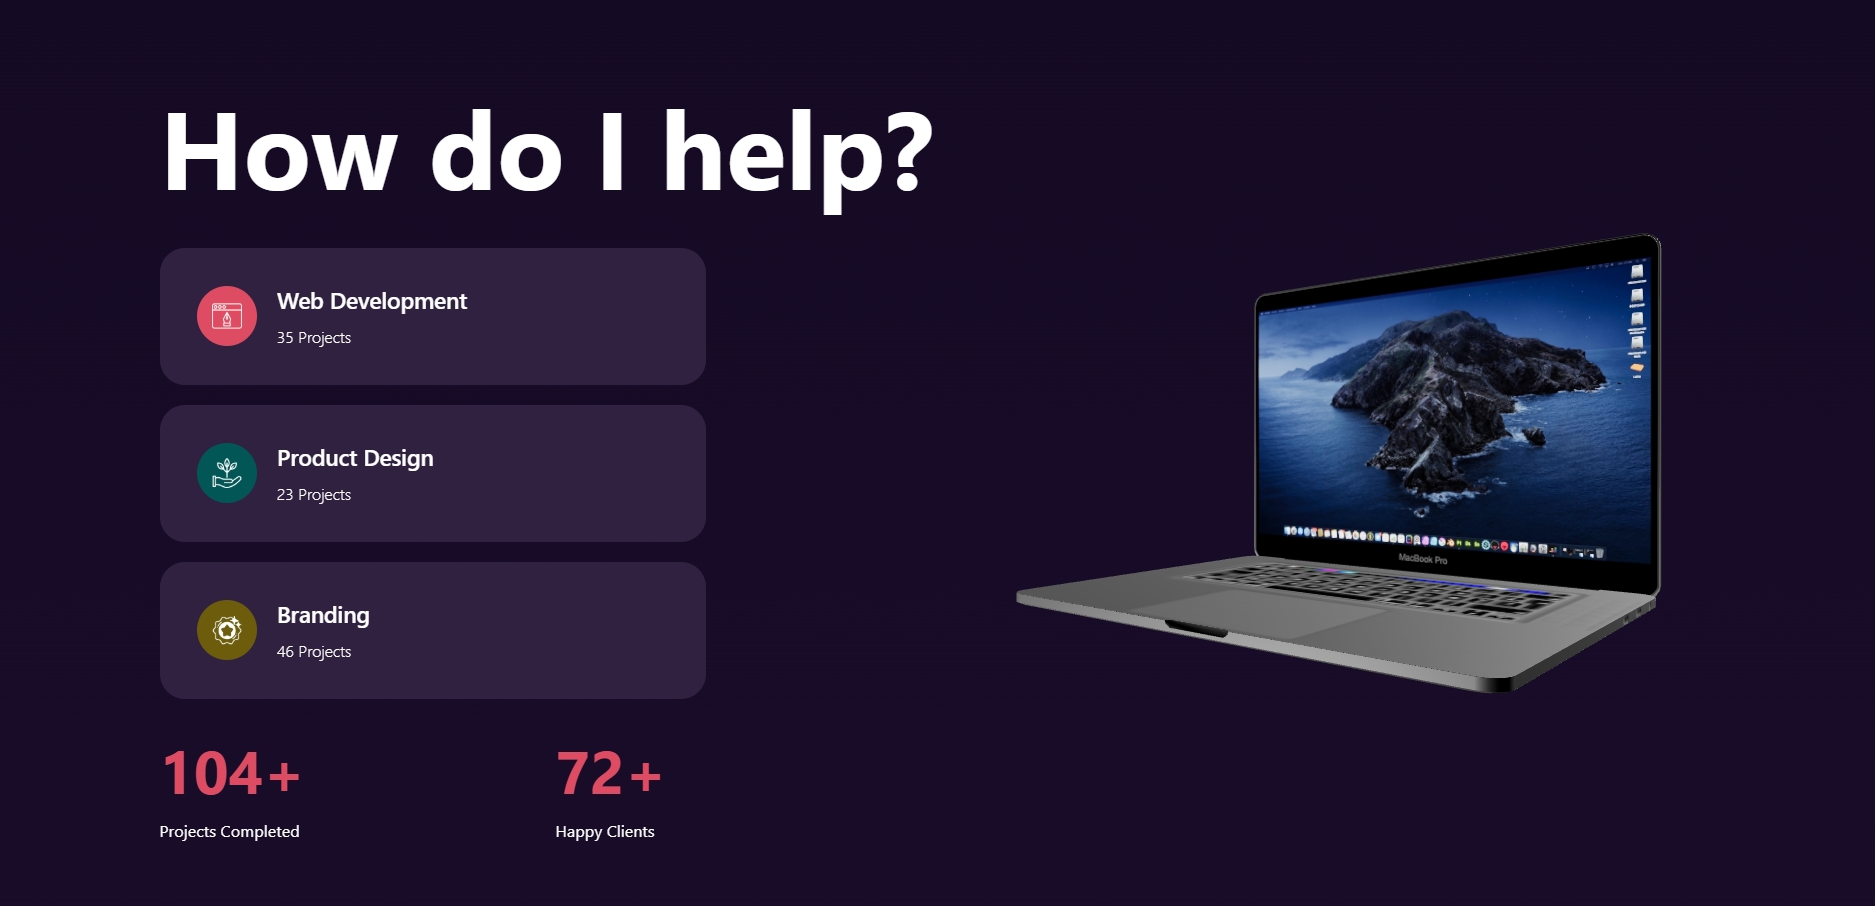 How do I help?
Web Development
35 Projects
Product Design
23 Projects
Branding
46 Projects
104+
Projects Completed
72+
Happy Clients
MacBook Pro